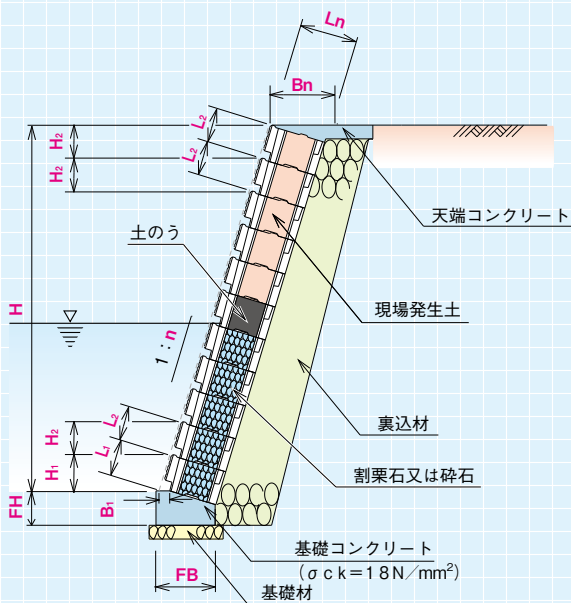 Ln
Bn
L₂
H₂
L₂
H₂
天端コンクリート
土のう
現場発生土
H
1：n
裏込材
L₂
H₂
L₁
H₁
割栗石又は砕石
FH
B₁
基礎コンクリート
（σｃｋ＝１８Ｎ／mm²）
FB
基礎材